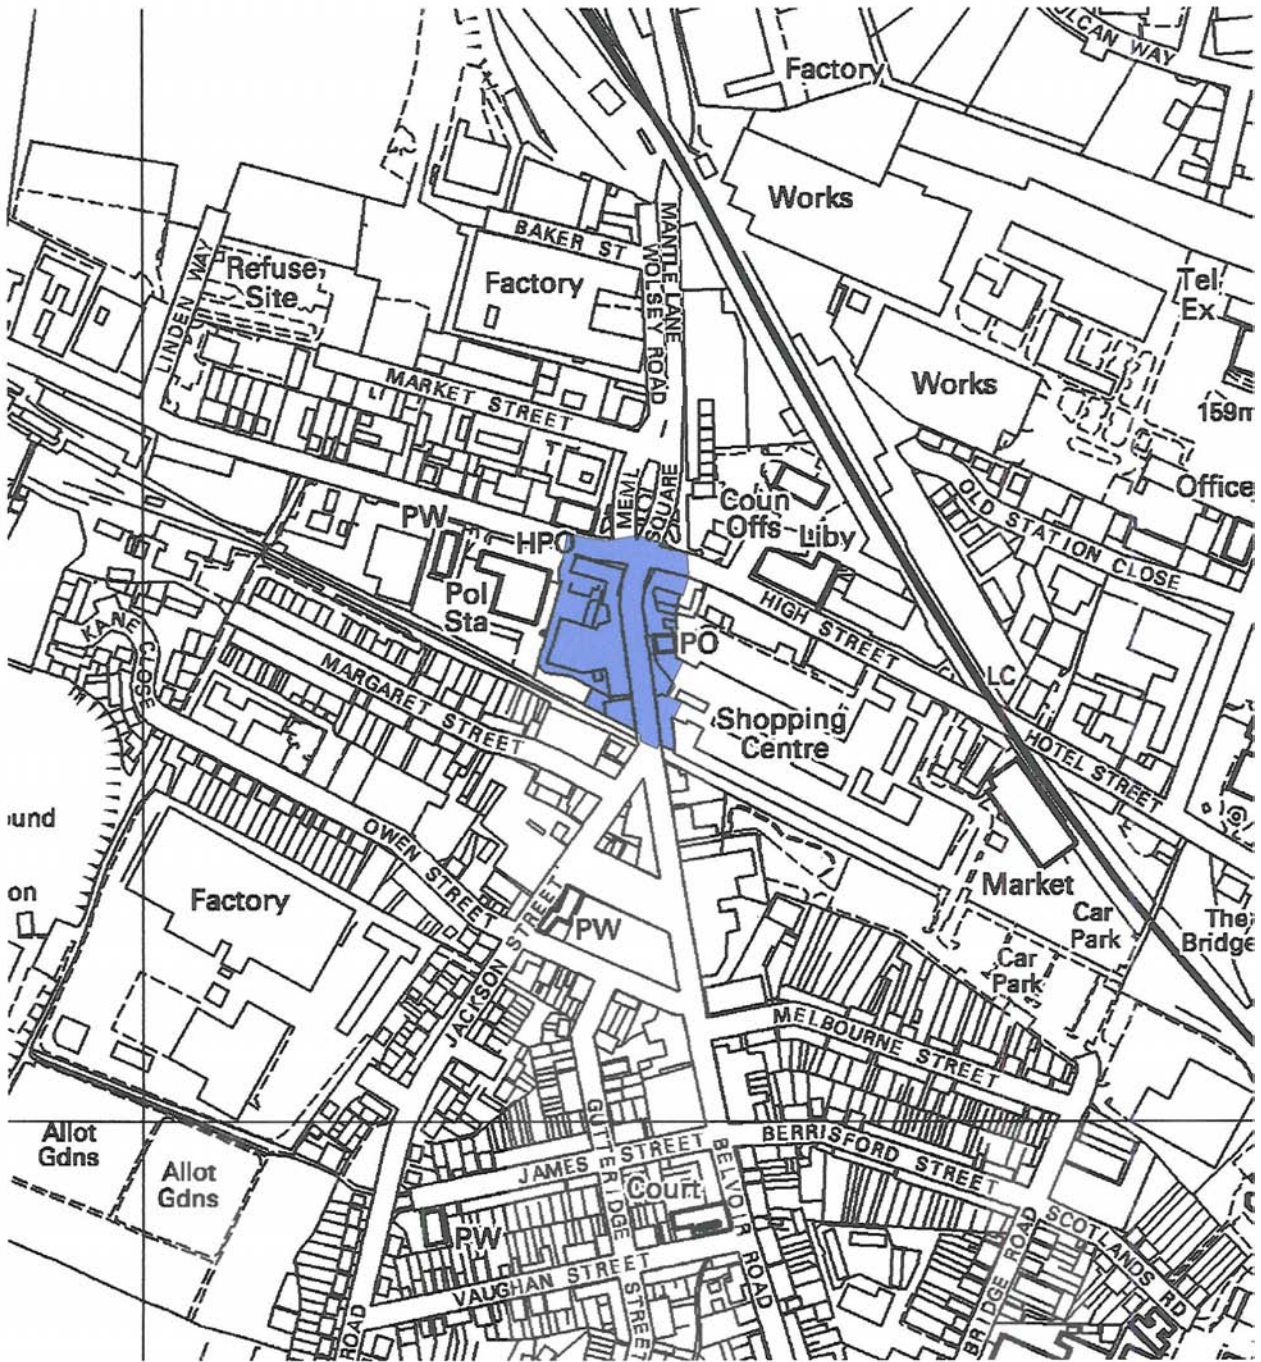 VULCAN WAY
Factory
Works
BAKER ST
MANTLE LANE
WOLSEY ROAD
LINDEN WAY
Refuse
Site
Factory
Tel
Ex
Works
MARKET STREET
159m
MEML
SQUARE
Coun
Offs
Liby
Office
OLD STATION CLOSE
PW
HPO
Pol
Sta
HIGH STREET
PO
KANE CLOSE
MARGARET STREET
LC
Shopping
Centre
HOTEL STREET
und
OWEN STREET
on
Factory
Market
Car
Park
The
Bridge
JACKSON STREET
PW
Car
Park
MELBOURNE STREET
Allot
Gdns
Allot
Gdns
GUTTERIDGE STREET
JAMES STREET
BELVOIR ROAD
BERRISFORD STREET
Court
PW
VAUGHAN STREET
SCOTLANDS RD
BRIDGE ROAD
ROAD